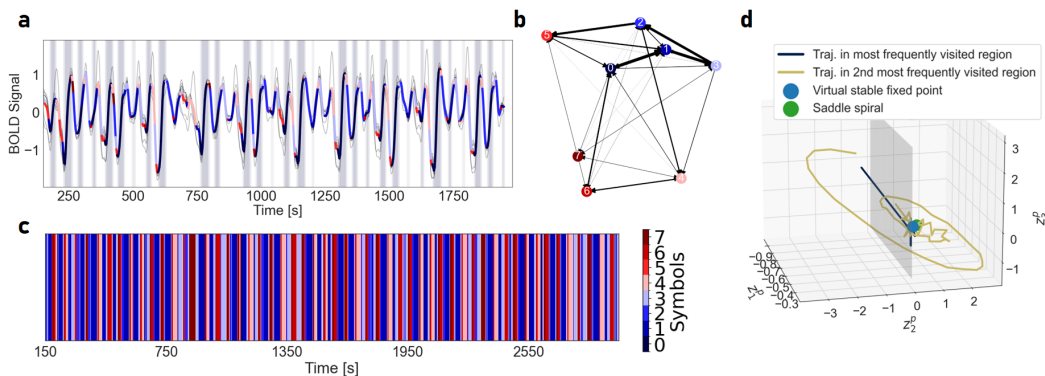 a
BOLD Signal
1
0
−1
250 500 750 1000 1250 1500 1750
Time [s]
b
5
2
1
0
3
7
6
c
150 750 1350 1950 2550
Time [s]
7
6
5
4
3
2
1
0
Symbols
d
Traj. in most frequently visited region
Traj. in 2nd most frequently visited region
Virtual stable fixed point
Saddle spiral
3
2
1
0
−1
−0.9
−0.8
−0.7
−0.6
−0.5
−0.4
−0.3
−3 −2 −1 0 1 2
z₁ᵖ
z₂ᵖ